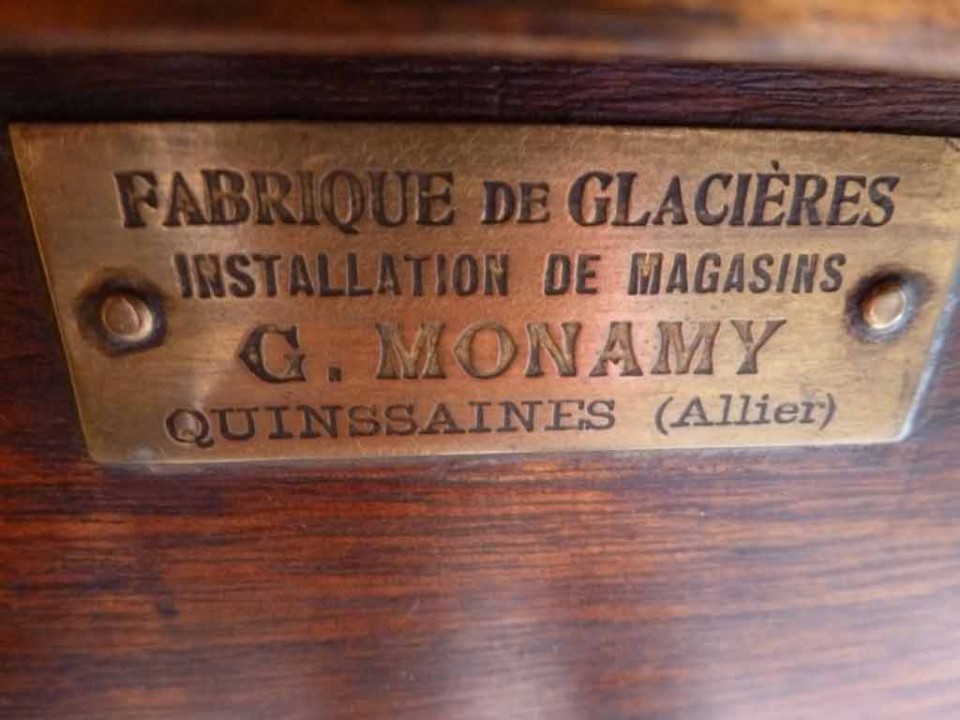 FABRIQUE DE GLACIÈRES
INSTALLATION DE MAGASINS
G. MONAMY
QUINSSAINES (Allier)